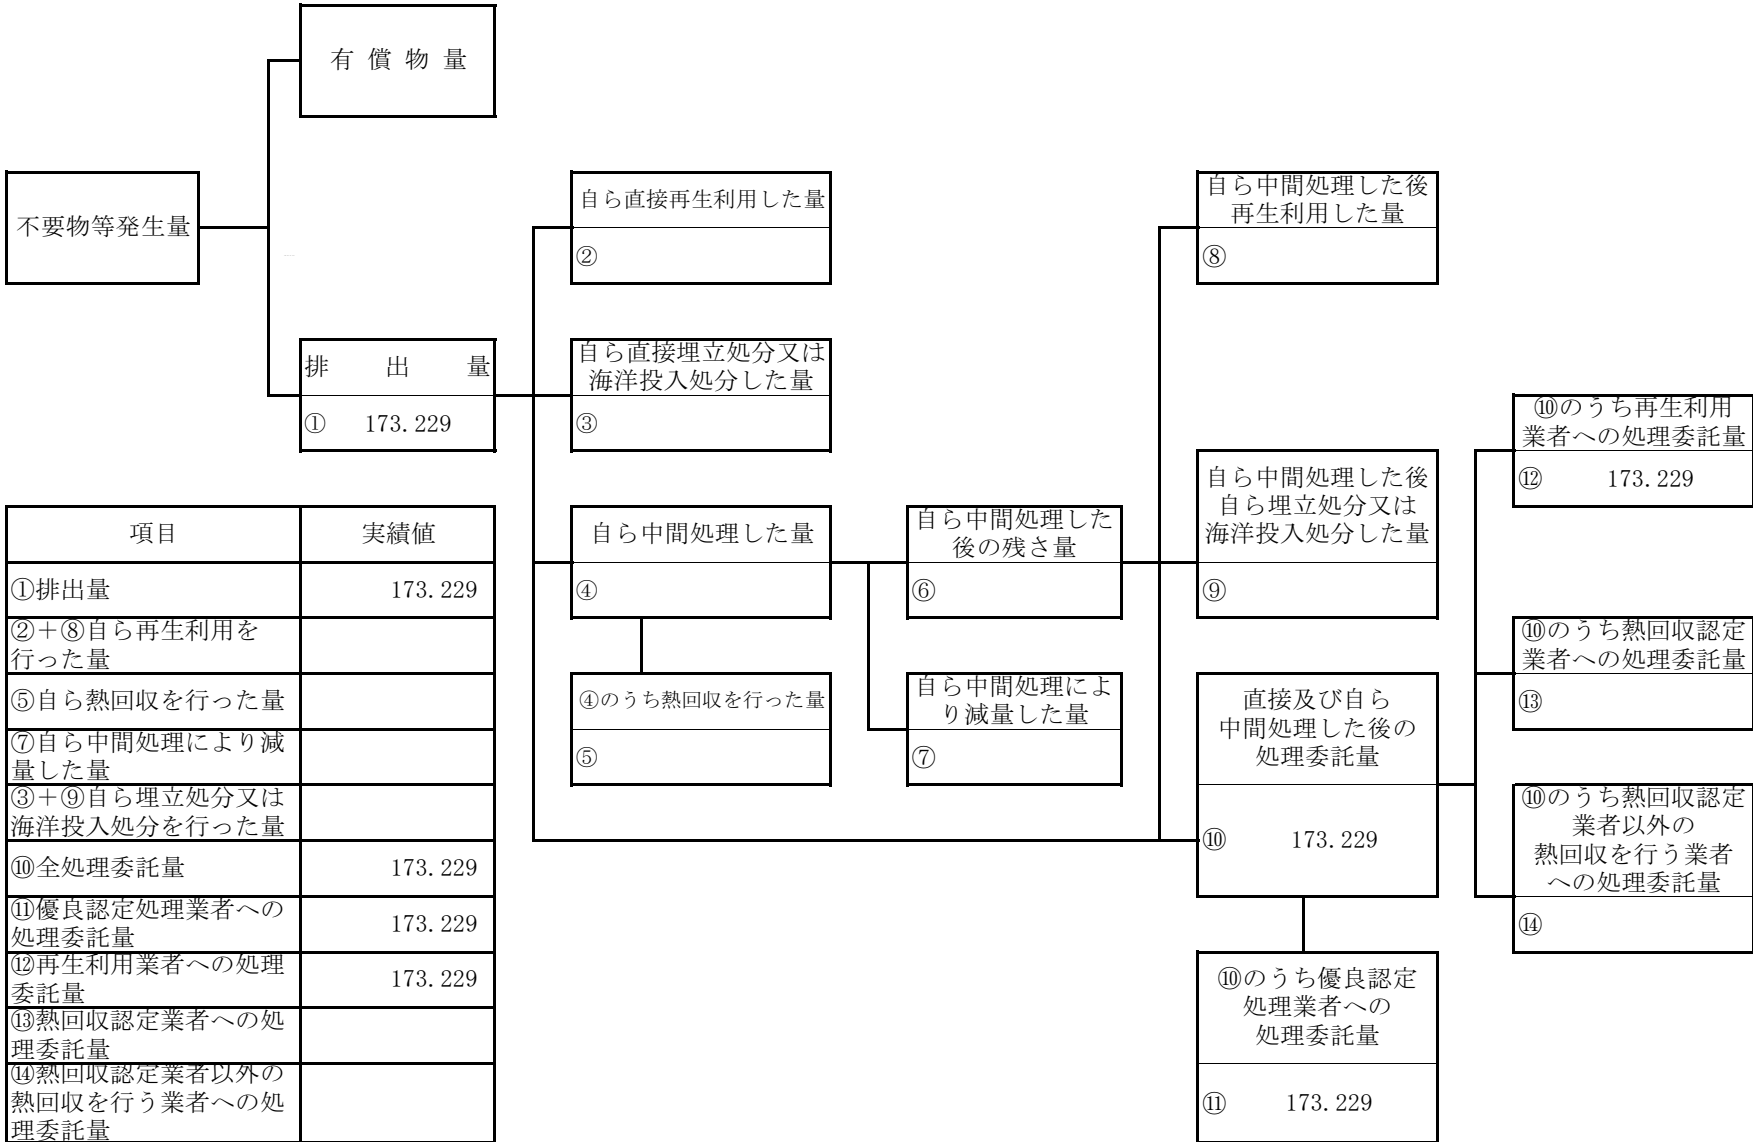 有 償 物 量
不要物等発生量
自ら直接再生利用した量
②
自ら中間処理した後
再生利用した量
⑧
排 出 量
① 173.229
自ら直接埋立処分又は
海洋投入処分した量
③
⑩のうち再生利用
業者への処理委託量
⑫ 173.229
自ら中間処理した後
自ら埋立処分又は
海洋投入処分した量
⑨
自ら中間処理した量
④
自ら中間処理した
後の残さ量
⑥
⑩のうち熱回収認定
業者への処理委託量
⑬
④のうち熱回収を行った量
⑤
自ら中間処理によ
り減量した量
⑦
直接及び自ら
中間処理した後の
処理委託量
⑩ 173.229
⑩のうち熱回収認定
業者以外の
熱回収を行う業者
への処理委託量
⑭
⑩のうち優良認定
処理業者への
処理委託量
⑪ 173.229
項目 実績値
①排出量 173.229
②＋⑧自ら再生利用を
行った量
⑤自ら熱回収を行った量
⑦自ら中間処理により減
量した量
③＋⑨自ら埋立処分又は
海洋投入処分を行った量
⑩全処理委託量 173.229
⑪優良認定処理業者への
処理委託量 173.229
⑫再生利用業者への処理
委託量 173.229
⑬熱回収認定業者への処
理委託量
⑭熱回収認定業者以外の
熱回収を行う業者への処
理委託量